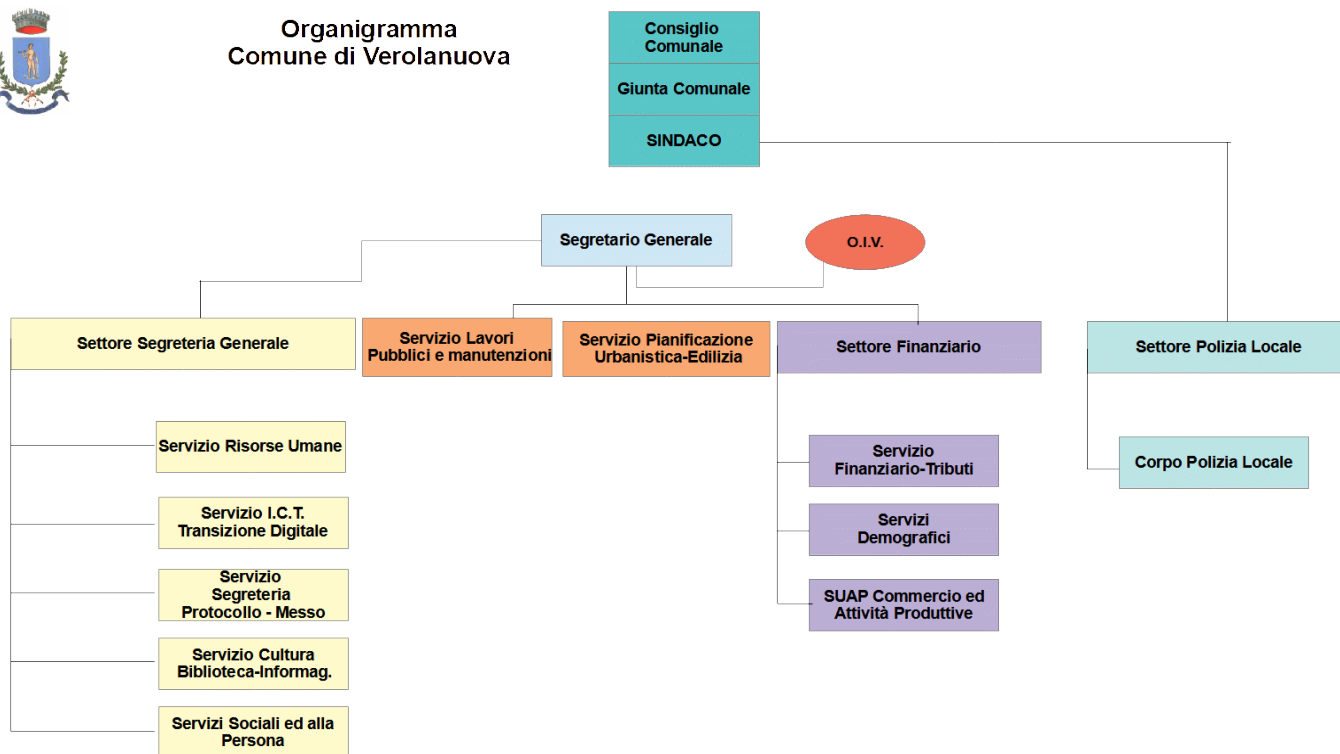 Organigramma
Comune di Verolanuova
Consiglio
Comunale
Giunta Comunale
SINDACO
Segretario Generale
O.I.V.
Settore Segreteria Generale
Servizio Lavori
Pubblici e manutenzioni
Servizio Pianificazione
Urbanistica-Edilizia
Settore Finanziario
Settore Polizia Locale
Servizio Risorse Umane
Servizio I.C.T.
Transizione Digitale
Servizio
Segreteria
Protocollo - Messo
Servizio Cultura
Biblioteca-Informag.
Servizi Sociali ed alla
Persona
Servizio
Finanziario-Tributi
Servizi
Demografici
SUAP Commercio ed
Attività Produttive
Corpo Polizia Locale